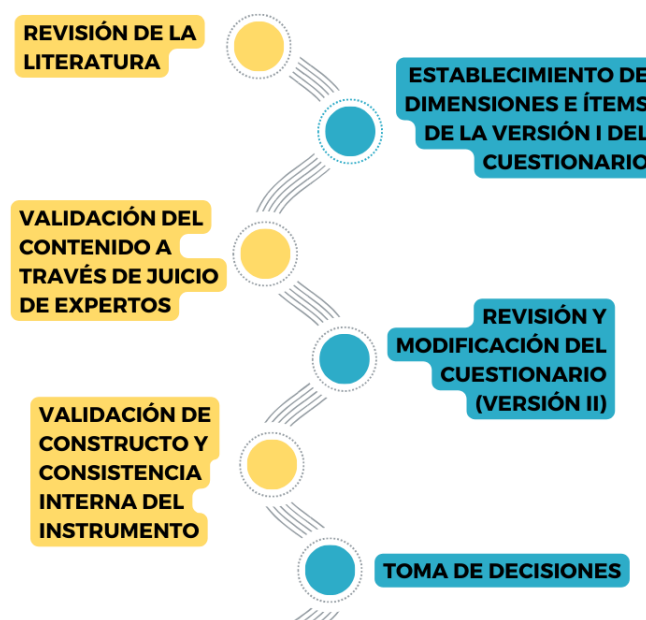 REVISIÓN DE LA
LITERATURA
ESTABLECIMIENTO DE
DIMENSIONES E ÍTEMS
DE LA VERSIÓN I DEL
CUESTIONARIO
VALIDACIÓN DEL
CONTENIDO A
TRAVÉS DE JUICIO
DE EXPERTOS
REVISIÓN Y
MODIFICACIÓN DEL
CUESTIONARIO
(VERSIÓN II)
VALIDACIÓN DE
CONSTRUCTO Y
CONSISTENCIA
INTERNA DEL
INSTRUMENTO
TOMA DE DECISIONES